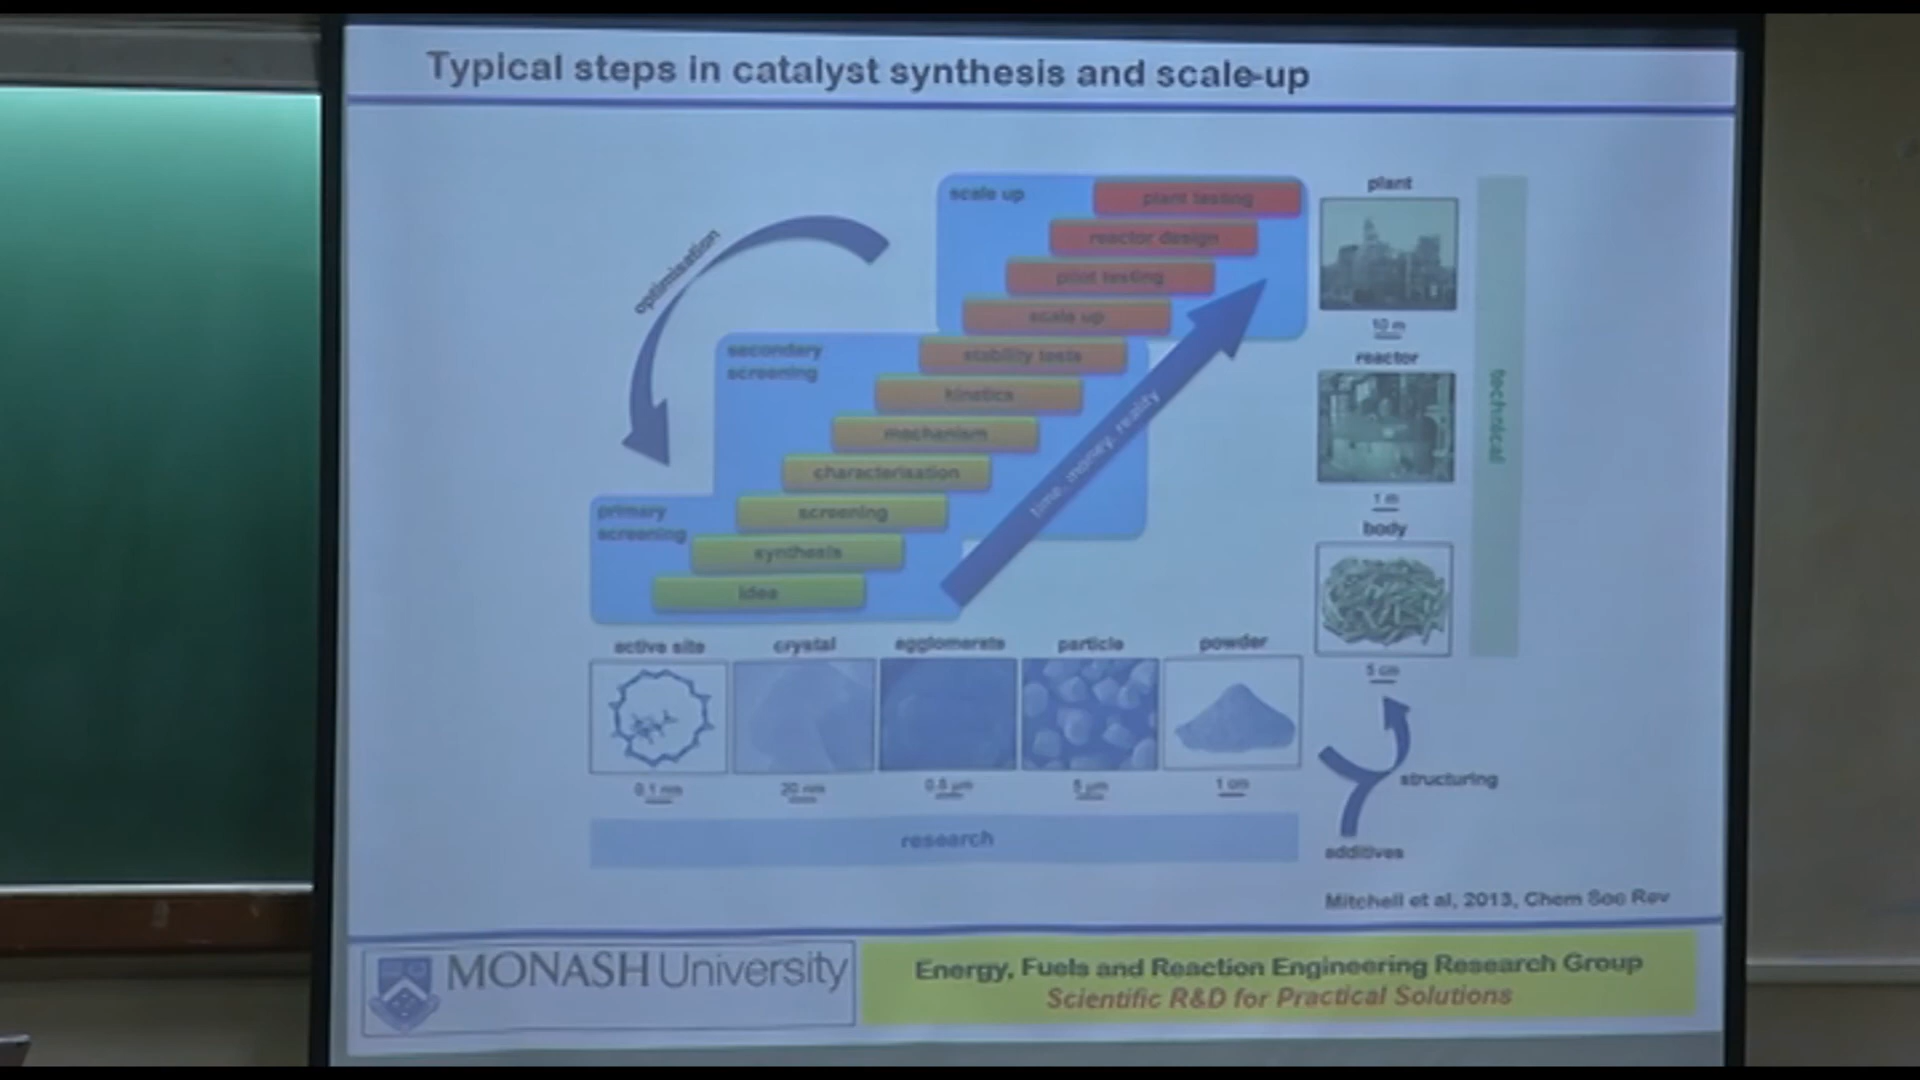 Typical steps in catalyst synthesis and scale-up
scale up
plant testing
reactor design
pilot testing
scale up
optimisation
secondary
screening
stability tests
kinetics
mechanism
characterisation
time, money, reality
primary
screening
screening
synthesis
idea
plant
10 m
reactor
1 m
body
5 cm
technical
active site
crystal
agglomerate
particle
powder
0.1 nm
20 nm
0.5 µm
5 µm
1 cm
structuring
additives
research
Mitchell et al, 2013, Chem Soc Rev
MONASH University
Energy, Fuels and Reaction Engineering Research Group
Scientific R&D for Practical Solutions